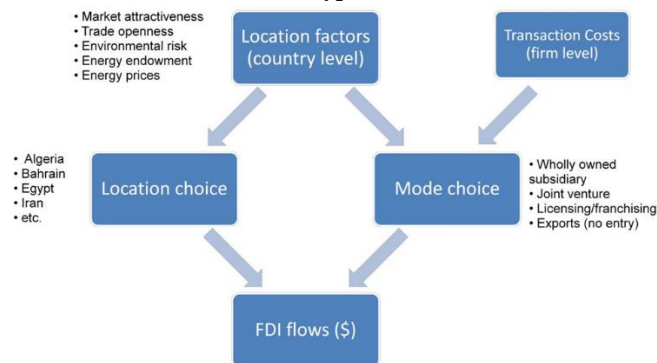 • Market attractiveness
• Trade openness
• Environmental risk
• Energy endowment
• Energy prices
Location factors
(country level)
Transaction Costs
(firm level)
• Algeria
• Bahrain
• Egypt
• Iran
• etc.
Location choice
Mode choice
• Wholly owned
subsidiary
• Joint venture
• Licensing/franchising
• Exports (no entry)
FDI flows ($)